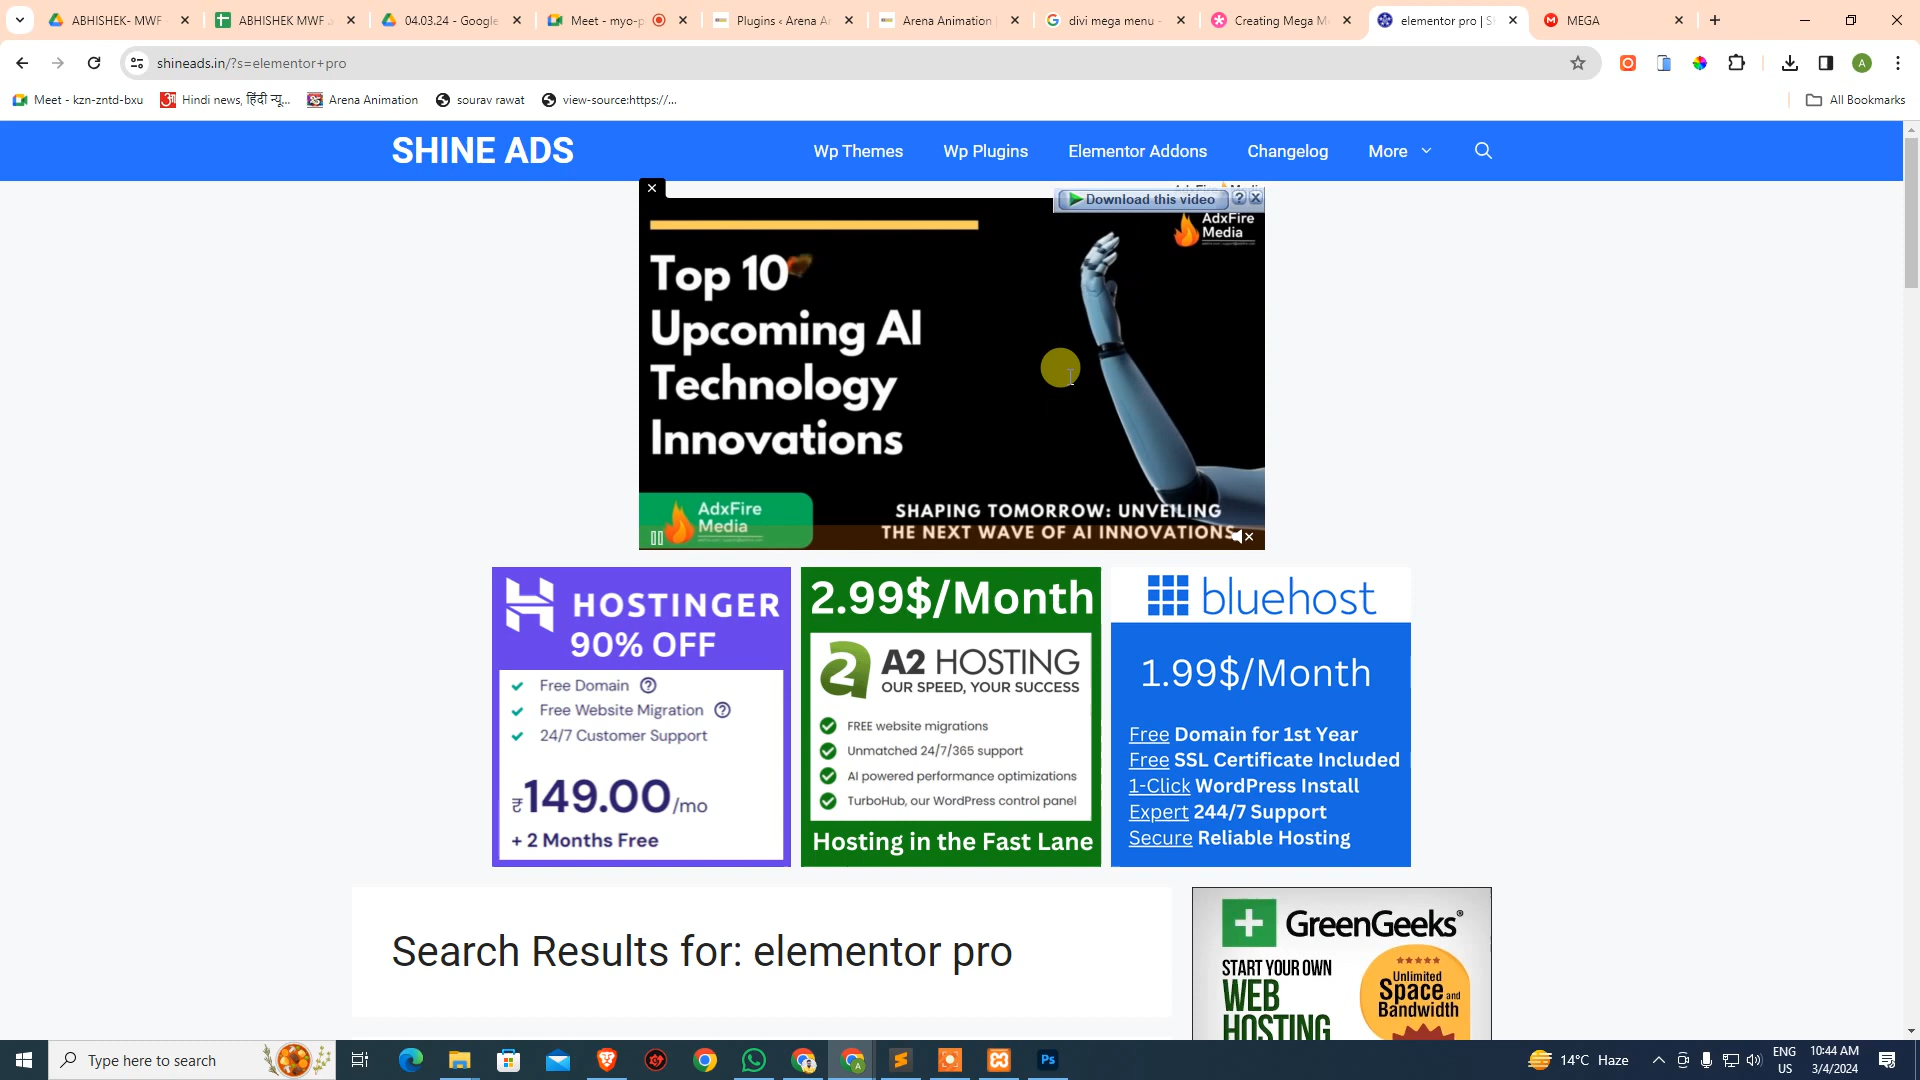 ABHISHEK- MWF
ABHISHEK MWF
04.03.24 - Google
Meet - myo-p
Plugins ‹ Arena A
Arena Animation
divi mega menu -
Creating Mega M
elementor pro | S
MEGA
shineads.in/?s=elementor+pro
A
Meet - kzn-zntd-bxu
Hindi news, हिंदी न्यू...
Arena Animation
sourav rawat
view-source:https://...
All Bookmarks
SHINE ADS
Wp Themes
Wp Plugins
Elementor Addons
Changelog
More
Download this video
AdxFire
Media
Top 10
Upcoming AI
Technology
Innovations
AdxFire
Media
SHAPING TOMORROW: UNVEILING
THE NEXT WAVE OF AI INNOVATIONS
HOSTINGER
90% OFF
Free Domain
Free Website Migration
24/7 Customer Support
₹149.00/mo
+ 2 Months Free
2.99$/Month
A2 HOSTING
OUR SPEED, YOUR SUCCESS
FREE website migrations
Unmatched 24/7/365 support
AI powered performance optimizations
TurboHub, our WordPress control panel
Hosting in the Fast Lane
bluehost
1.99$/Month
Free Domain for 1st Year
Free SSL Certificate Included
1-Click WordPress Install
Expert 244/7 Support
Secure Reliable Hosting
Search Results for: elementor pro
GreenGeeks®
START YOUR OWN
WEB
HOSTING
Unlimited
Space and
Bandwidth
Type here to search
Ps
14°C Haze
ENG
US
10:44 AM
3/4/2024